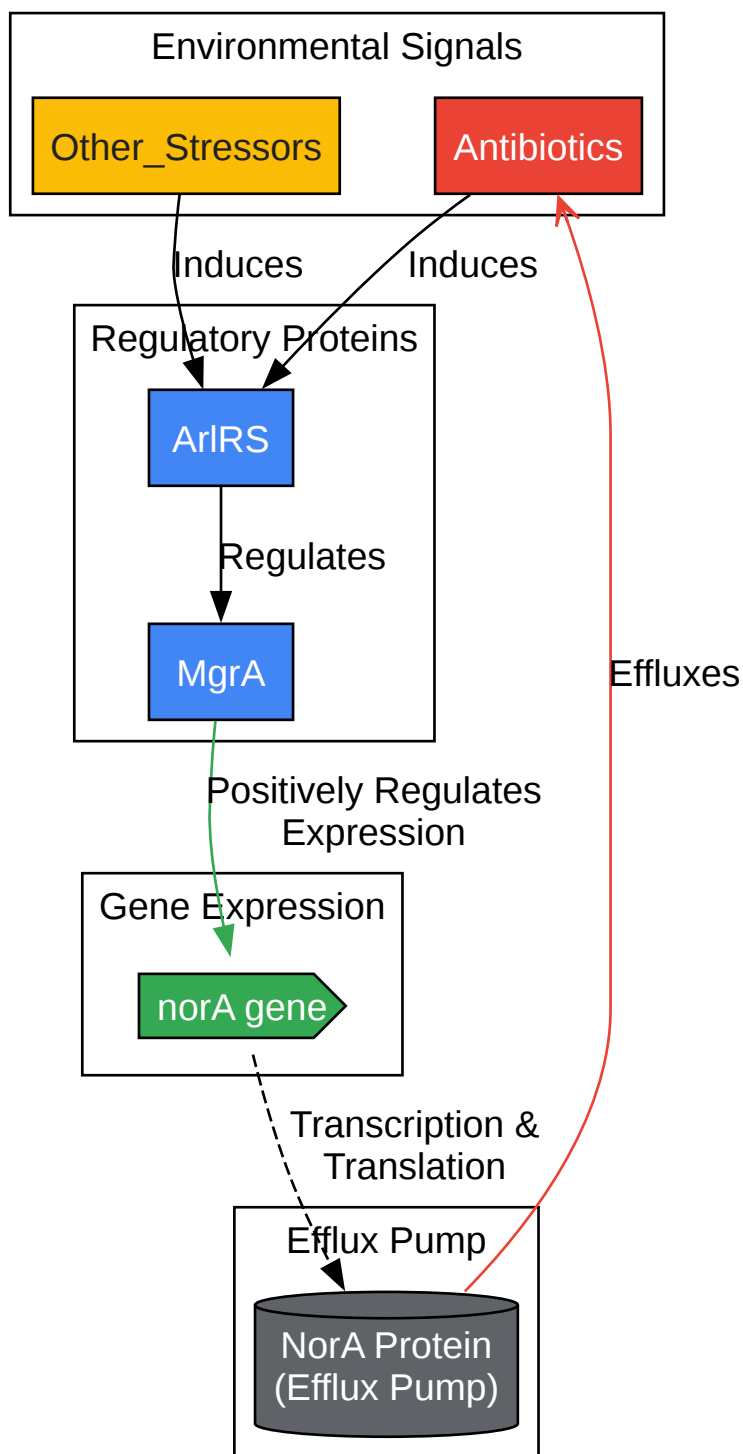 Environmental Signals
Other_Stressors
Antibiotics
Induces
Induces
Regulatory Proteins
ArlRS
Regulates
MgrA
Effluxes
Positively Regulates
Expression
Gene Expression
norA gene
Transcription &
Translation
Efflux Pump
NorA Protein
(Efflux Pump)